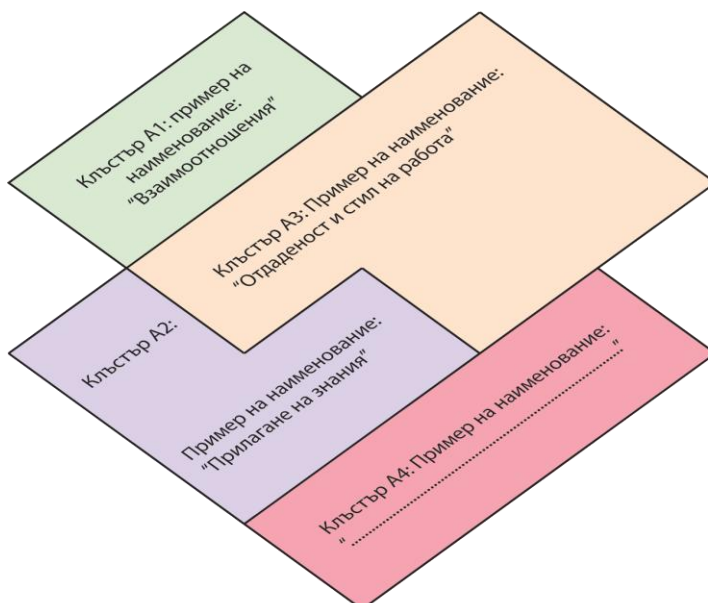 Клъстър А1: пример на
наименование:
“Взаимоотношения“
Клъстър А3: Пример на наименование:
“Отдаденост и стил на работа“
Клъстър А2:
Пример на наименование:
“Прилагане на знания“
Клъстър А4: Пример на наименование:
“ ........................................................................“